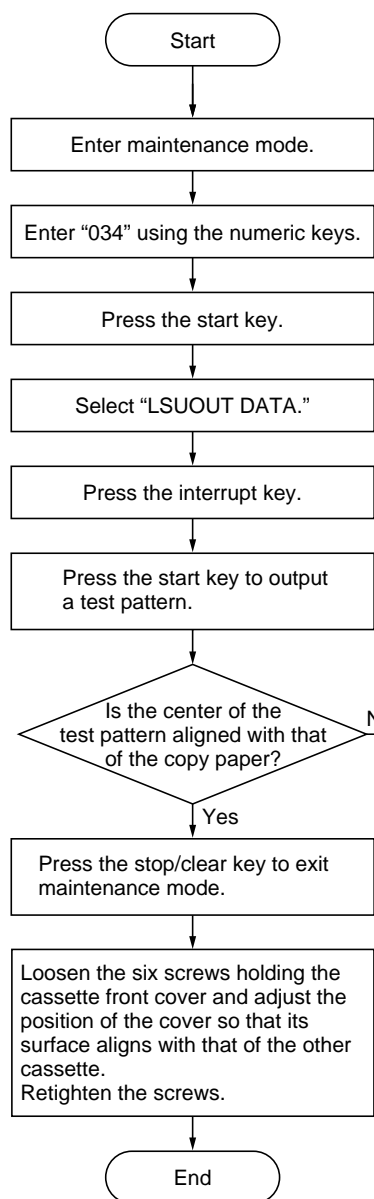 Start
Enter maintenance mode.
Enter “034” using the numeric keys.
Press the start key.
Select “LSUOUT DATA.”
Press the interrupt key.
Press the start key to output
a test pattern.
Is the center of the
test pattern aligned with that
of the copy paper?
Yes
Press the stop/clear key to exit
maintenance mode.
Loosen the six screws holding the
cassette front cover and adjust the
position of the cover so that its
surface aligns with that of the other
cassette.
Retighten the screws.
End